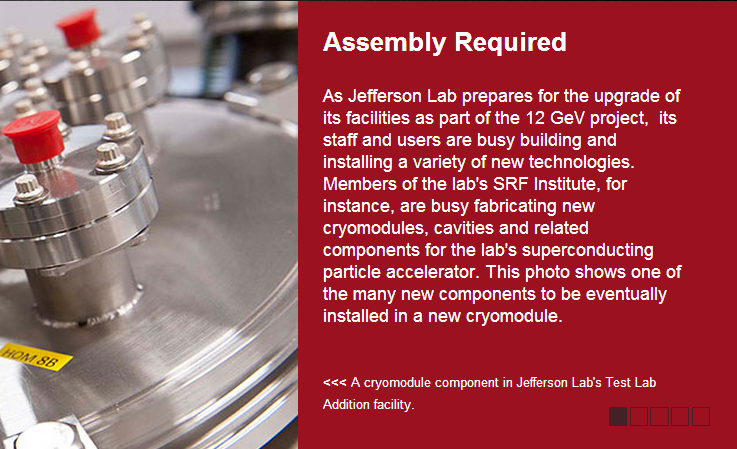 Assembly Required
As Jefferson Lab prepares for the upgrade of
its facilities as part of the 12 GeV project,  its
staff and users are busy building and
installing a variety of new technologies.
Members of the lab's SRF Institute, for
instance, are busy fabricating new
cryomodules, cavities and related
components for the lab's superconducting
particle accelerator. This photo shows one of
the many new components to be eventually
installed in a new cryomodule.
HOM 8B
<<< A cryomodule component in Jefferson Lab's Test Lab
Addition facility.